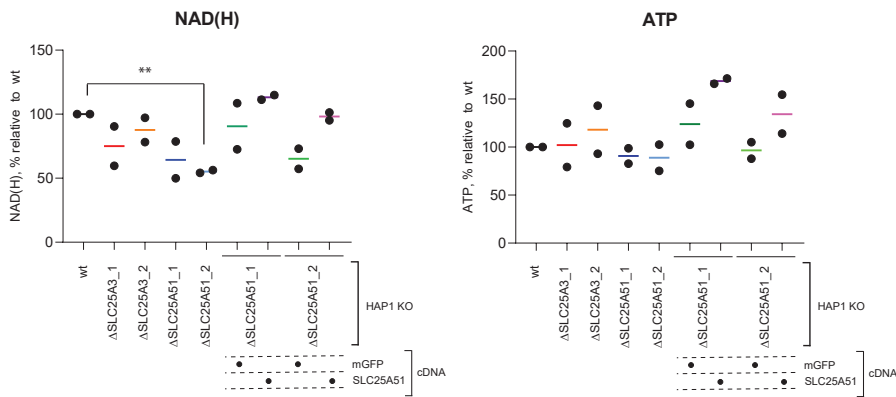 NAD(H)
NAD(H), % relative to wt
150
100
50
0
**
wt
ΔSLC25A3_1
ΔSLC25A3_2
ΔSLC25A51_1
ΔSLC25A51_2
ΔSLC25A51_1
ΔSLC25A51_2
HAP1 KO
mGFP
SLC25A51
cDNA
ATP
ATP, % relative to wt
200
150
100
50
0
wt
ΔSLC25A3_1
ΔSLC25A3_2
ΔSLC25A51_1
ΔSLC25A51_2
ΔSLC25A51_1
ΔSLC25A51_2
HAP1 KO
mGFP
SLC25A51
cDNA